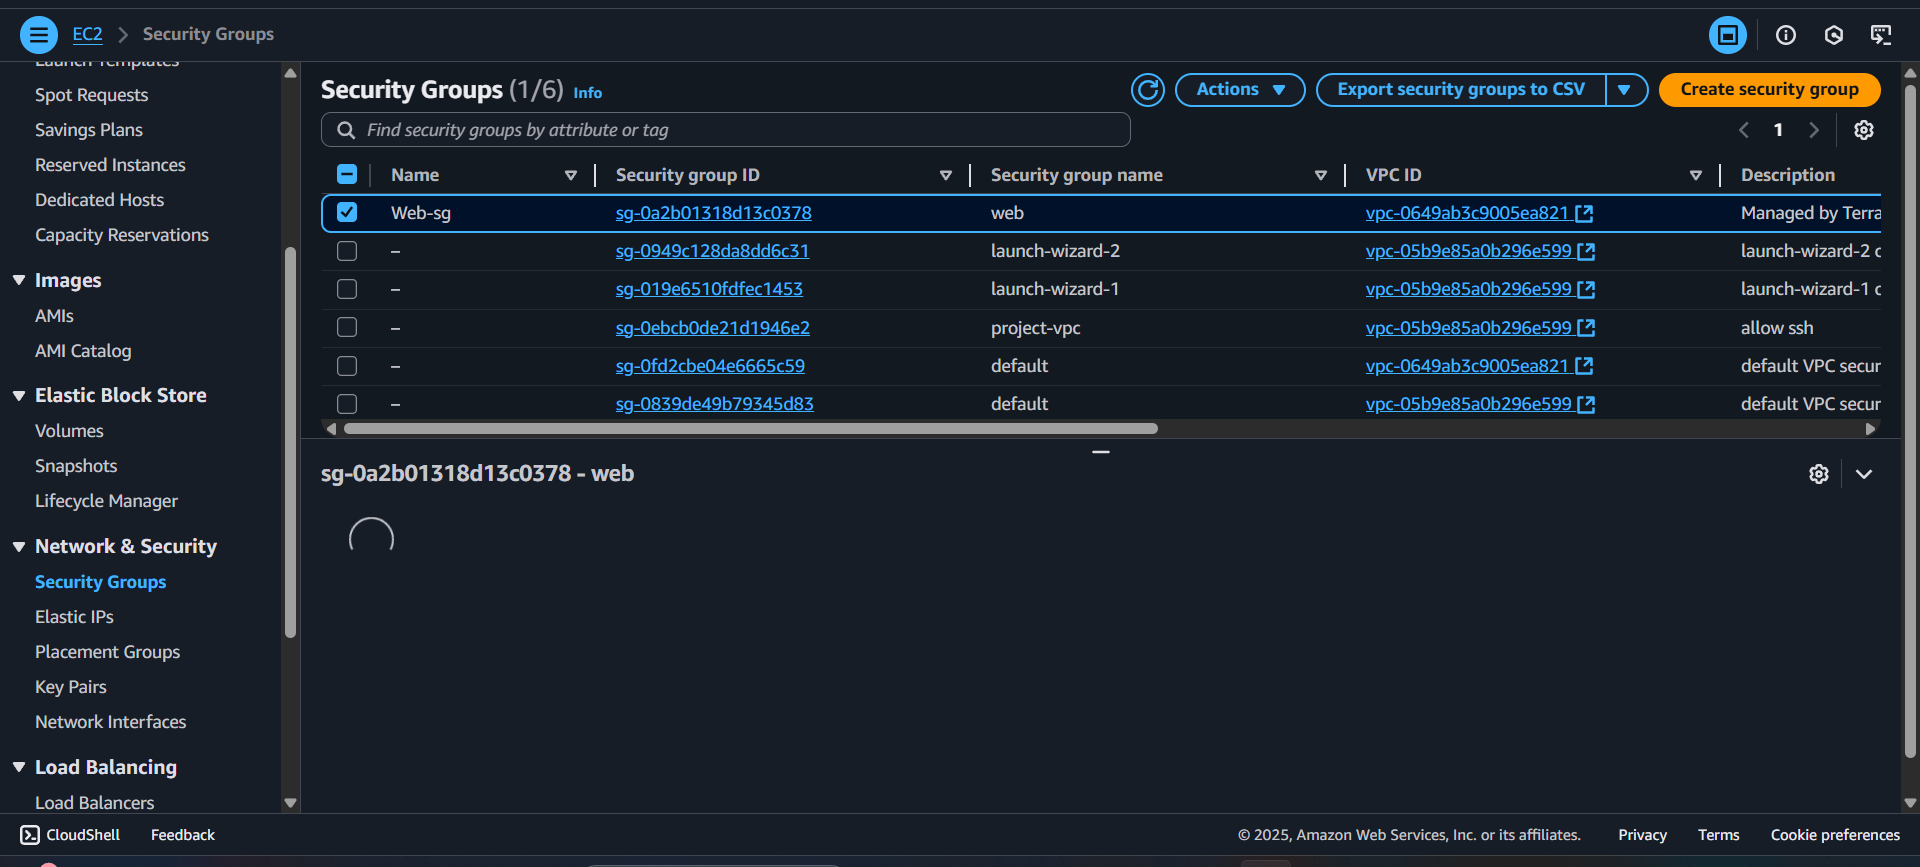 EC2 > Security Groups
Launch Templates
Spot Requests
Savings Plans
Reserved Instances
Dedicated Hosts
Capacity Reservations
Images
AMIs
AMI Catalog
Elastic Block Store
Volumes
Snapshots
Lifecycle Manager
Network & Security
Security Groups
Elastic IPs
Placement Groups
Key Pairs
Network Interfaces
Load Balancing
Load Balancers
Security Groups (1/6) Info
Actions
Export security groups to CSV
Create security group
Find security groups by attribute or tag
1
Name Security group ID Security group name VPC ID Description
Web-sg sg-0a2b01318d13c0378 web vpc-0649ab3c9005ea821 Managed by Terra
– sg-0949c128da8dd6c31 launch-wizard-2 vpc-05b9e85a0b296e599 launch-wizard-2 c
– sg-019e6510fdfec1453 launch-wizard-1 vpc-05b9e85a0b296e599 launch-wizard-1 c
– sg-0ebcb0de21d1946e2 project-vpc vpc-05b9e85a0b296e599 allow ssh
– sg-0fd2cbe04e6665c59 default vpc-0649ab3c9005ea821 default VPC secur
– sg-0839de49b79345d83 default vpc-05b9e85a0b296e599 default VPC secur
sg-0a2b01318d13c0378 - web
CloudShell Feedback © 2025, Amazon Web Services, Inc. or its affiliates. Privacy Terms Cookie preferences